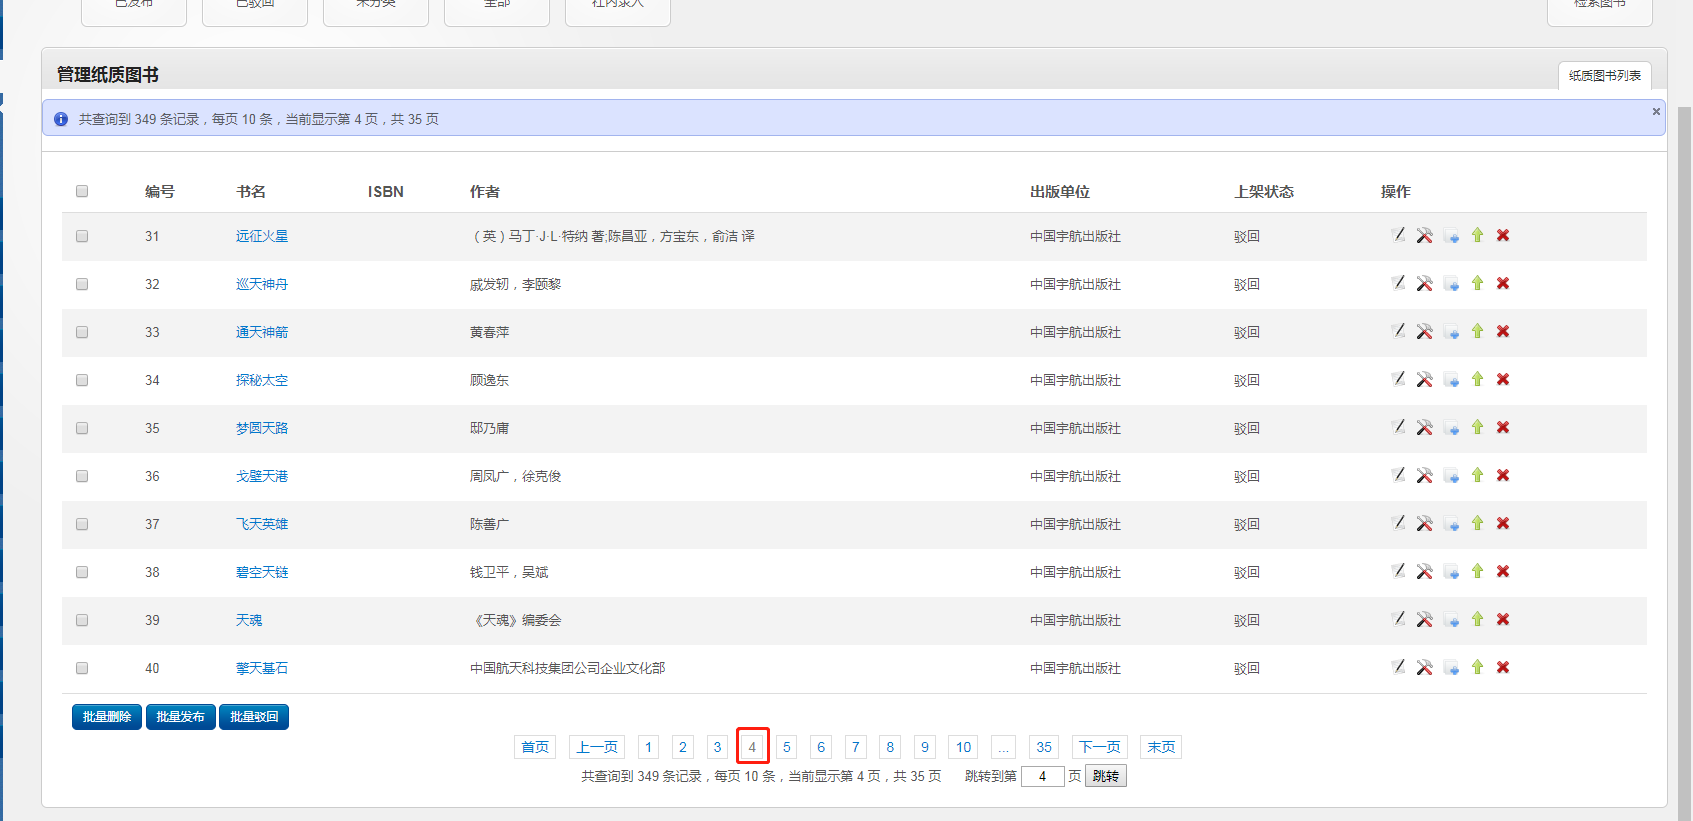 已发布 已驳回 未分类 全部 社内录入 检索图书
管理纸质图书 纸质图书列表
共查询到 349 条记录，每页 10 条，当前显示第 4 页，共 35 页
编号 书名 ISBN 作者 出版单位 上架状态 操作
31 远征火星 （英）马丁·J·L·特纳 著;陈昌亚，方宝东，俞洁 译 中国宇航出版社 驳回
32 巡天神舟 戚发轫，李颐黎 中国宇航出版社 驳回
33 通天神箭 黄春萍 中国宇航出版社 驳回
34 探秘太空 顾逸东 中国宇航出版社 驳回
35 梦圆天路 邸乃庸 中国宇航出版社 驳回
36 戈壁天港 周凤广，徐克俊 中国宇航出版社 驳回
37 飞天英雄 陈善广 中国宇航出版社 驳回
38 碧空天链 钱卫平，吴斌 中国宇航出版社 驳回
39 天魂 《天魂》编委会 中国宇航出版社 驳回
40 擎天基石 中国航天科技集团公司企业文化部 中国宇航出版社 驳回
批量删除 批量发布 批量驳回
首页 上一页 1 2 3 4 5 6 7 8 9 10 ... 35 下一页 末页
共查询到 349 条记录，每页 10 条，当前显示第 4 页，共 35 页 跳转到第 4 页 跳转